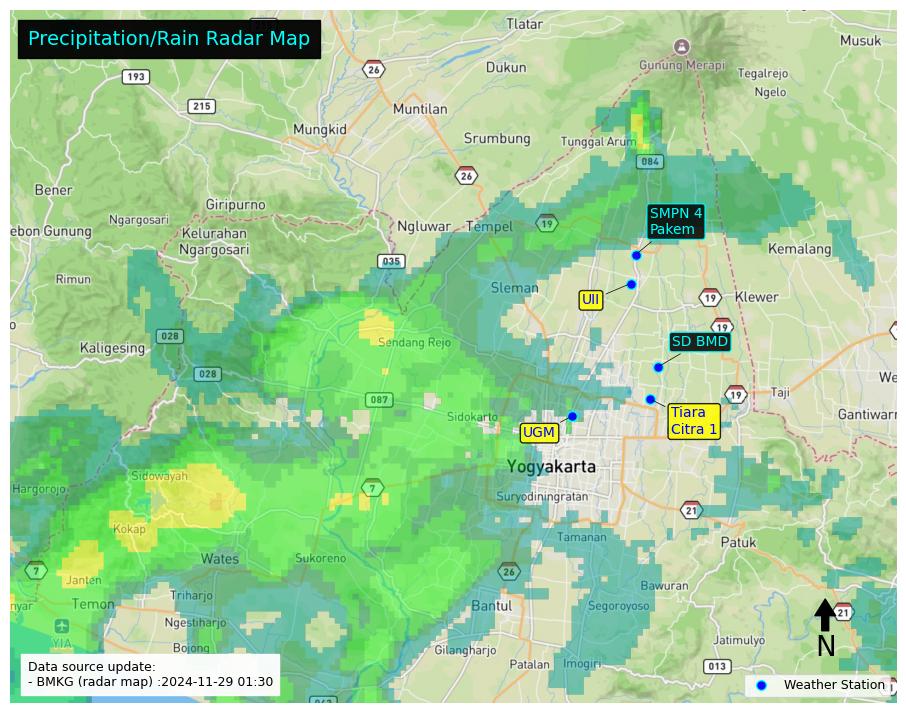 Precipitation/Rain Radar Map
Tlatar
Musuk
26
193
Dukun
Gunung Merapi
Tegalrejo
Ngelo
215
Muntilan
Mungkid
Srumbung
Tunggal Arum
084
26
Bener
Giripurno
Ngargosari
Kelurahan
Ngargosari
ebon Gunung
Ngluwar
Tempel
19
SMPN 4
Pakem
Kemalang
035
Rimun
Sleman
UII
19
Klewer
19
028
Kaligesing
Sendang Rejo
SD BMD
028
087
19
Taji
We
Sidokarto
Gantiwarn
UGM
Tiara
Citra 1
Yogyakarta
Sidowayah
Hargorojo
7
Suryodiningratan
21
Kokap
Tamanan
Patuk
Wates
Sukoreno
7
26
Janten
Bawuran
Temon
Triharjo
Bantul
Segoroyoso
nyar
21
YIA
Ngestiharjo
N
Bojong
Gilangharjo
Jatimulyo
Patalan
Imogiri
013
Data source update:
- BMKG (radar map) :2024-11-29 01:30
Weather Station